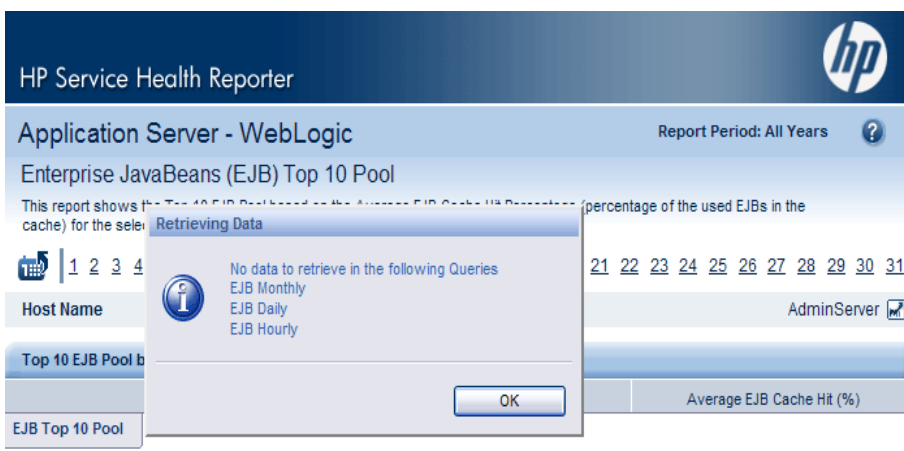 hp
HP Service Health Reporter
Application Server - WebLogic
Report Period: All Years
?
Enterprise JavaBeans (EJB) Top 10 Pool
This report shows the Top 10 EJB Pool based on the Average EJB Cache Hit Percentage (percentage of the used EJBs in the
cache) for the sele
Retrieving Data
1 2 3 4
21 22 23 24 25 26 27 28 29 30 31
No data to retrieve in the following Queries
EJB Monthly
EJB Daily
EJB Hourly
Host Name
AdminServer
Top 10 EJB Pool b
OK
Average EJB Cache Hit (%)
EJB Top 10 Pool